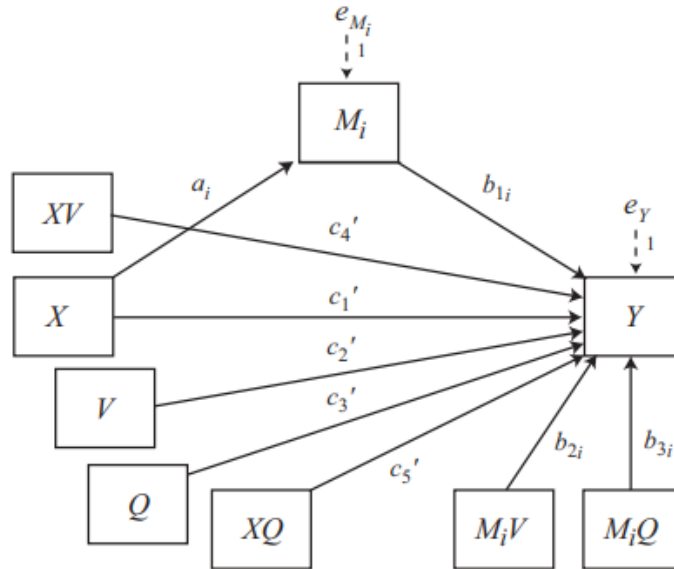 e_{M_i}
1
M_i
a_i
b_{1i}
XV
c_4'
e_Y
1
X
c_1'
Y
c_2'
V
c_3'
Q
c_5'
XQ
b_{2i}
b_{3i}
M_iV
M_iQ